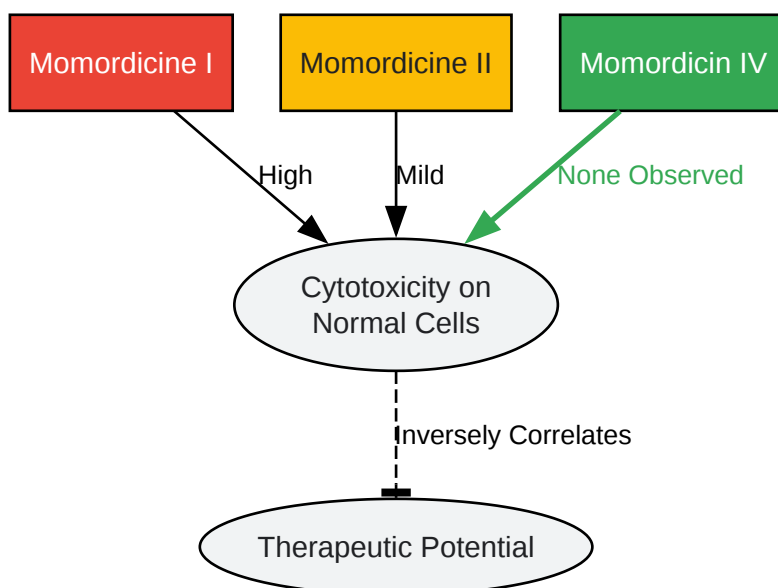 Momordicine I
Momordicine II
Momordicin IV
High
Mild
None Observed
Cytotoxicity on
Normal Cells
Inversely Correlates
Therapeutic Potential